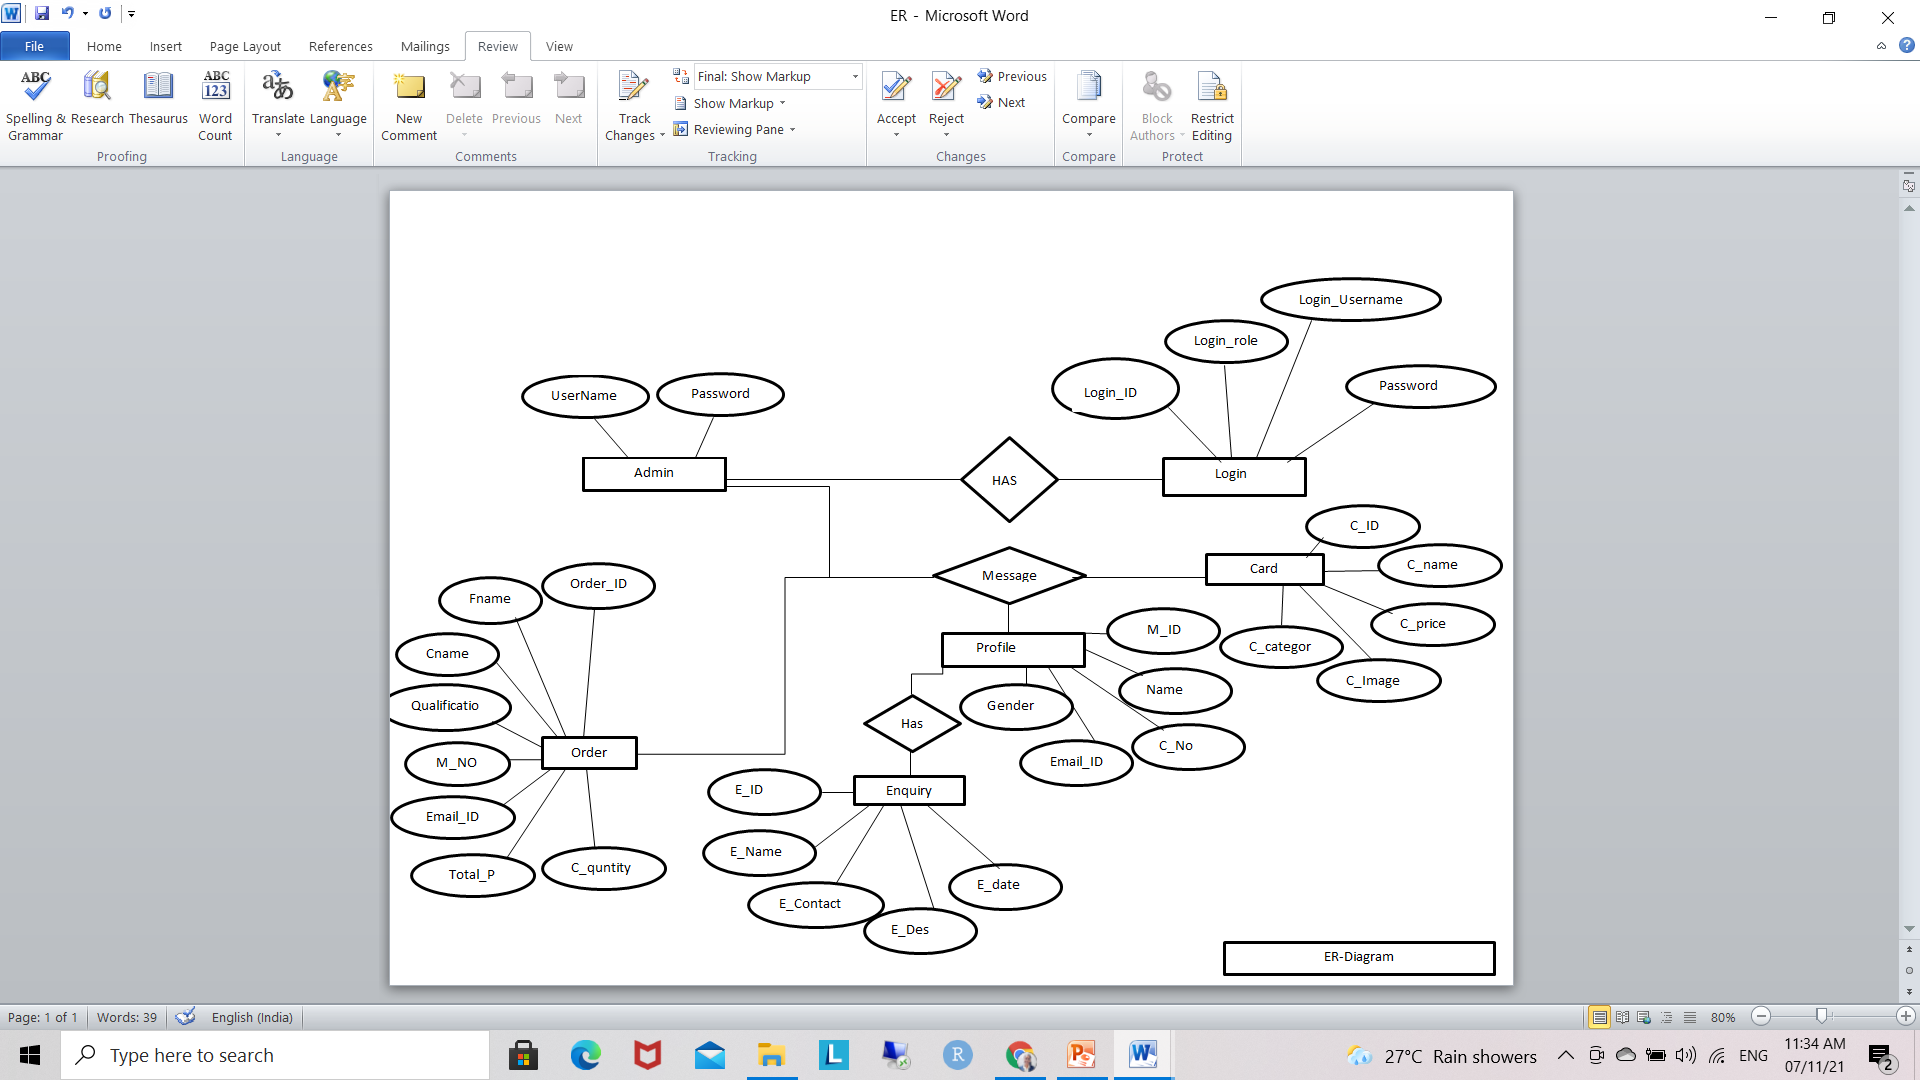 ER - Microsoft Word
File
Home
Insert
Page Layout
References
Mailings
Review
View
ABC
Spelling &
Grammar
Research
Thesaurus
ABC
123
Word
Count
Proofing
Translate
Language
Language
New
Comment
Delete
Previous
Next
Comments
Track
Changes
Final: Show Markup
Show Markup
Reviewing Pane
Tracking
Accept
Reject
Previous
Next
Changes
Compare
Compare
Block
Authors
Restrict
Editing
Protect
Login_Username
Login_role
Login_ID
Password
UserName
Password
Admin
HAS
Login
C_ID
C_name
Card
C_price
C_categor
C_Image
Message
Order_ID
Fname
Cname
Qualificatio
M_NO
Email_ID
Total_P
C_quntity
Order
M_ID
Profile
Name
Gender
C_No
Email_ID
Has
Enquiry
E_ID
E_Name
E_Contact
E_Des
E_date
ER-Diagram
Page: 1 of 1
Words: 39
English (India)
80%
Type here to search
L
R
27°C Rain showers
ENG
11:34 AM
07/11/21
2